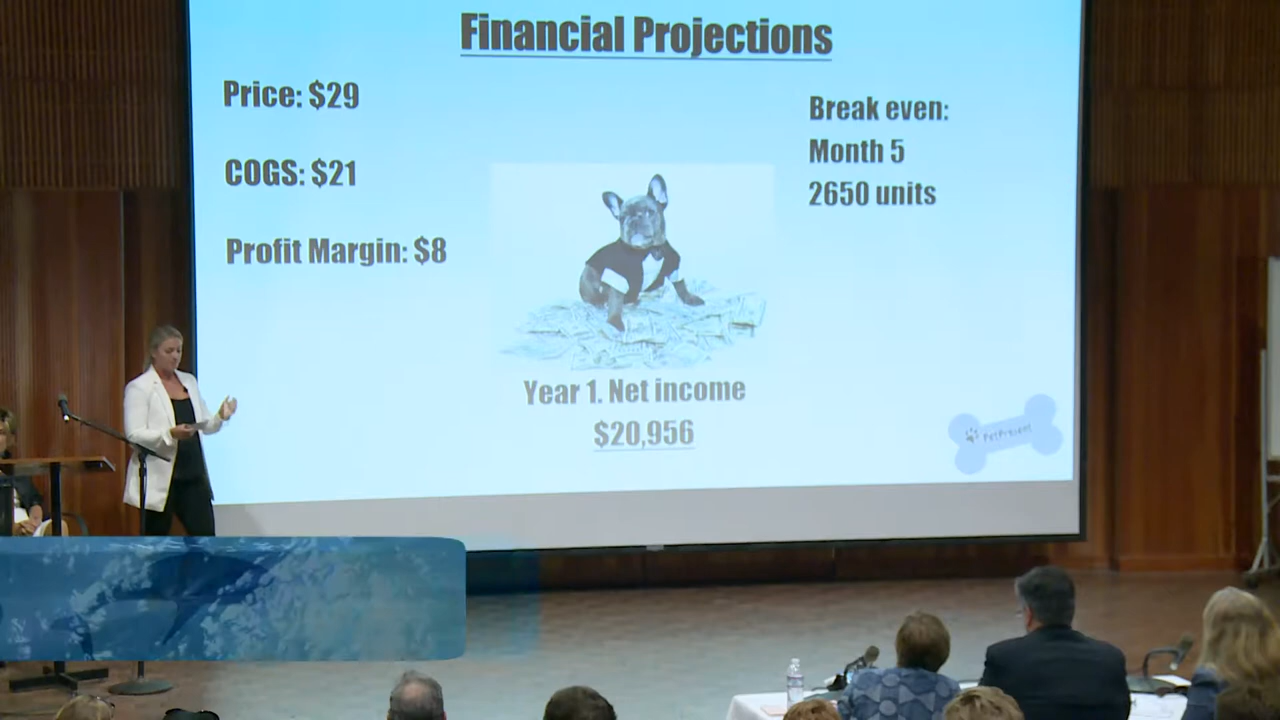 Financial Projections
Price: $29
COGS: $21
Profit Margin: $8
Break even:
Month 5
2650 units
Year 1. Net income
$20,956
PetPresent